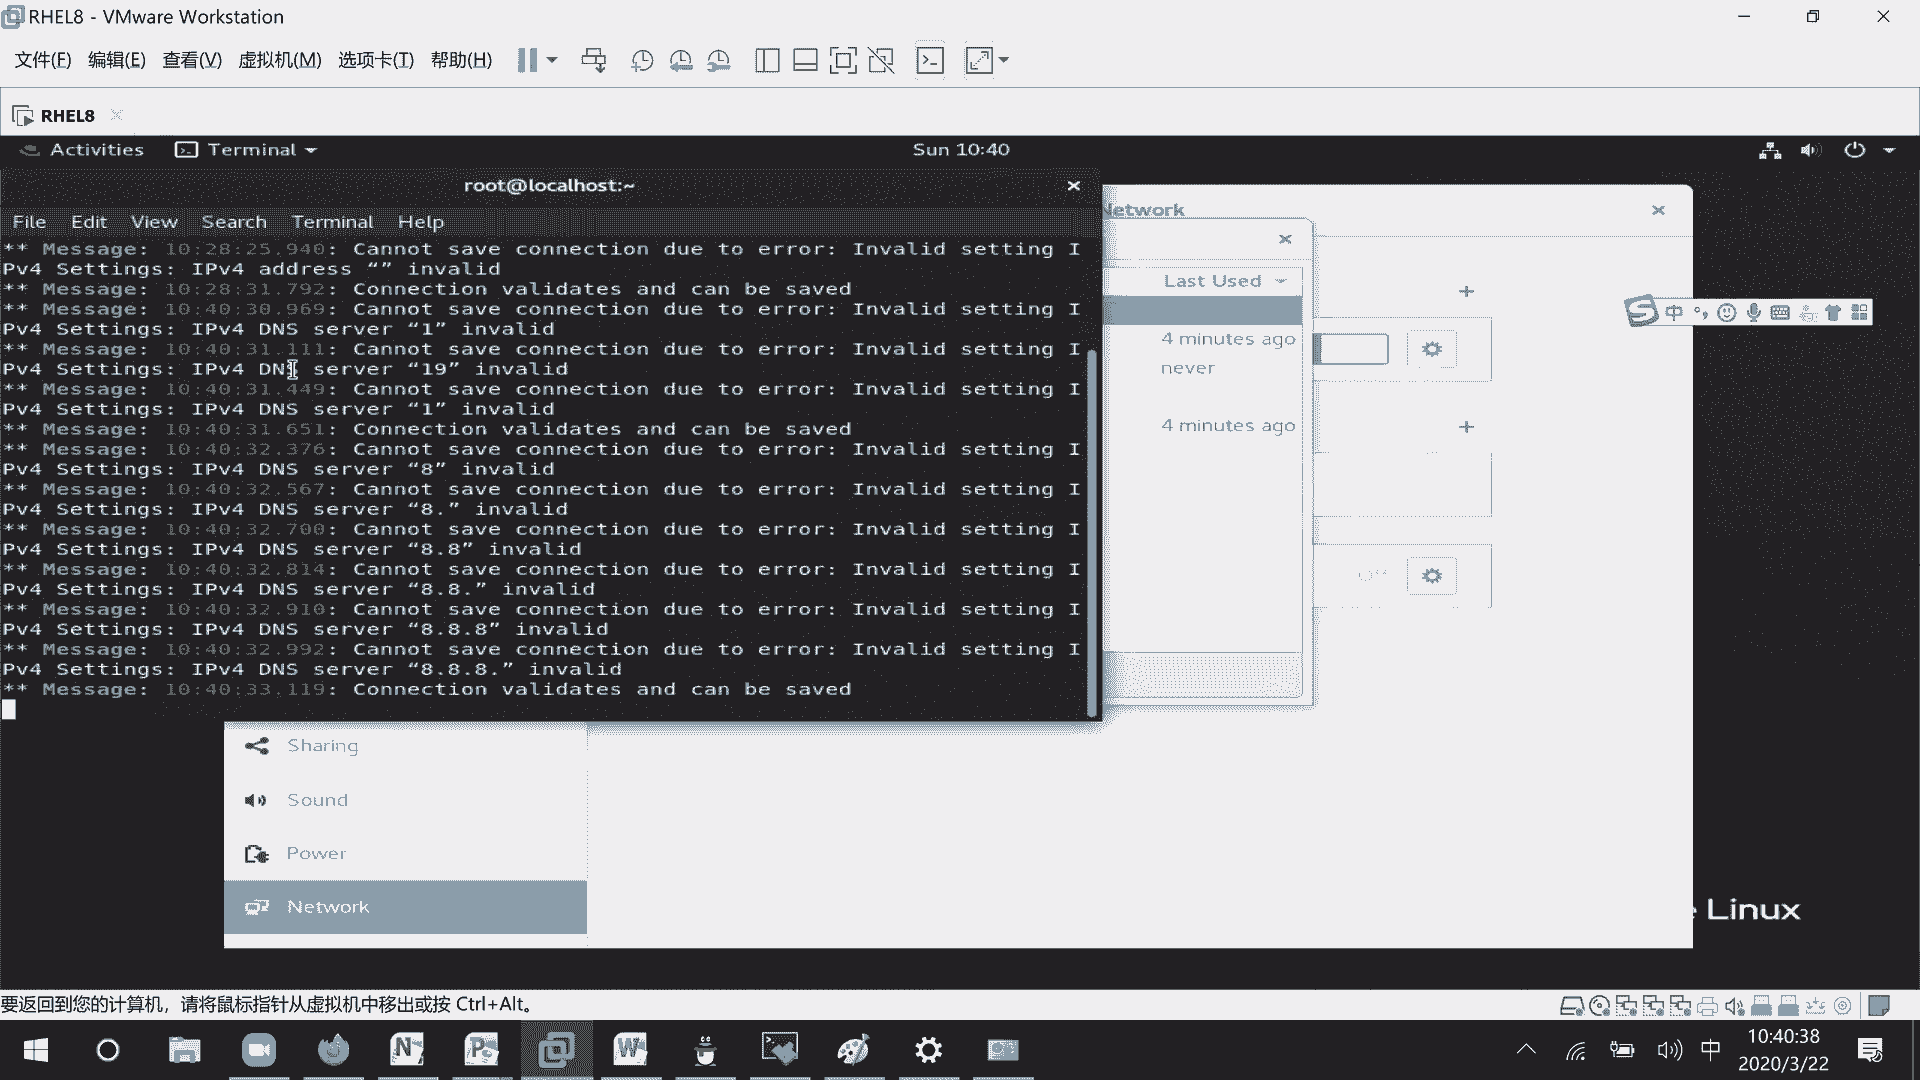 RHEL8 - VMware Workstation
文件(F) 编辑(E) 查看(V) 虚拟机(M) 选项卡(T) 帮助(H)
RHEL8
Activities Terminal Sun 10:40
root@localhost:~
Network
File Edit View Search Terminal Help
** Message: 10:28:25.940: Cannot save connection due to error: Invalid setting I
Pv4 Settings: IPv4 address “” invalid
** Message: 10:28:31.792: Connection validates and can be saved
** Message: 10:40:30.969: Cannot save connection due to error: Invalid setting I
Pv4 Settings: IPv4 DNS server “1” invalid
** Message: 10:40:31.111: Cannot save connection due to error: Invalid setting I
Pv4 Settings: IPv4 DNS server “19” invalid
** Message: 10:40:31.449: Cannot save connection due to error: Invalid setting I
Pv4 Settings: IPv4 DNS server “1” invalid
** Message: 10:40:31.651: Connection validates and can be saved
** Message: 10:40:32.376: Cannot save connection due to error: Invalid setting I
Pv4 Settings: IPv4 DNS server “8” invalid
** Message: 10:40:32.567: Cannot save connection due to error: Invalid setting I
Pv4 Settings: IPv4 DNS server “8.” invalid
** Message: 10:40:32.700: Cannot save connection due to error: Invalid setting I
Pv4 Settings: IPv4 DNS server “8.8” invalid
** Message: 10:40:32.814: Cannot save connection due to error: Invalid setting I
Pv4 Settings: IPv4 DNS server “8.8.” invalid
** Message: 10:40:32.910: Cannot save connection due to error: Invalid setting I
Pv4 Settings: IPv4 DNS server “8.8.8” invalid
** Message: 10:40:32.992: Cannot save connection due to error: Invalid setting I
Pv4 Settings: IPv4 DNS server “8.8.8.” invalid
** Message: 10:40:33.119: Connection validates and can be saved
Last Used
4 minutes ago
never
4 minutes ago
中
Sharing
Sound
Power
Network
Linux
要返回到您的计算机，请将鼠标指针从虚拟机中移出或按 Ctrl+Alt。
中
10:40:38
2020/3/22